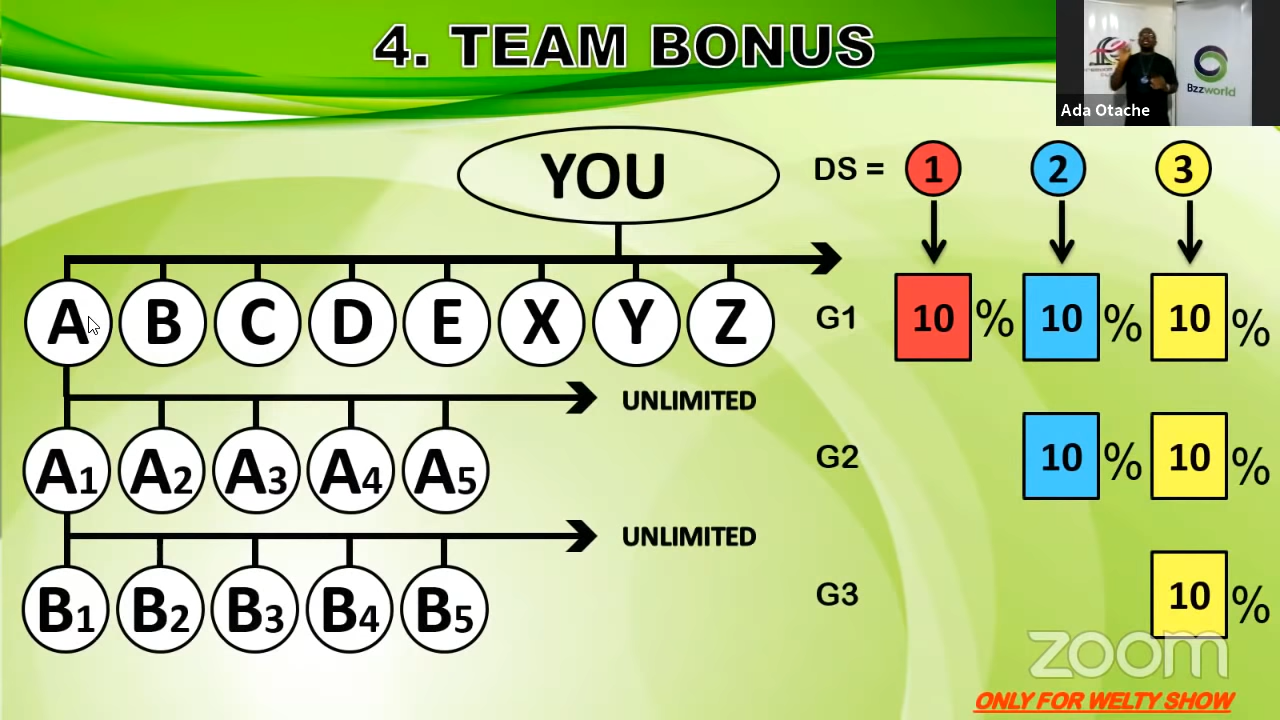 4. TEAM BONUS
Bzzworld
Ada Otache
YOU
DS = 1 2 3
A B C D E X Y Z
G1 10 % 10 % 10 %
UNLIMITED
A1 A2 A3 A4 A5
G2 10 % 10 %
UNLIMITED
B1 B2 B3 B4 B5
G3 10 %
zoom
ONLY FOR WELTY SHOW